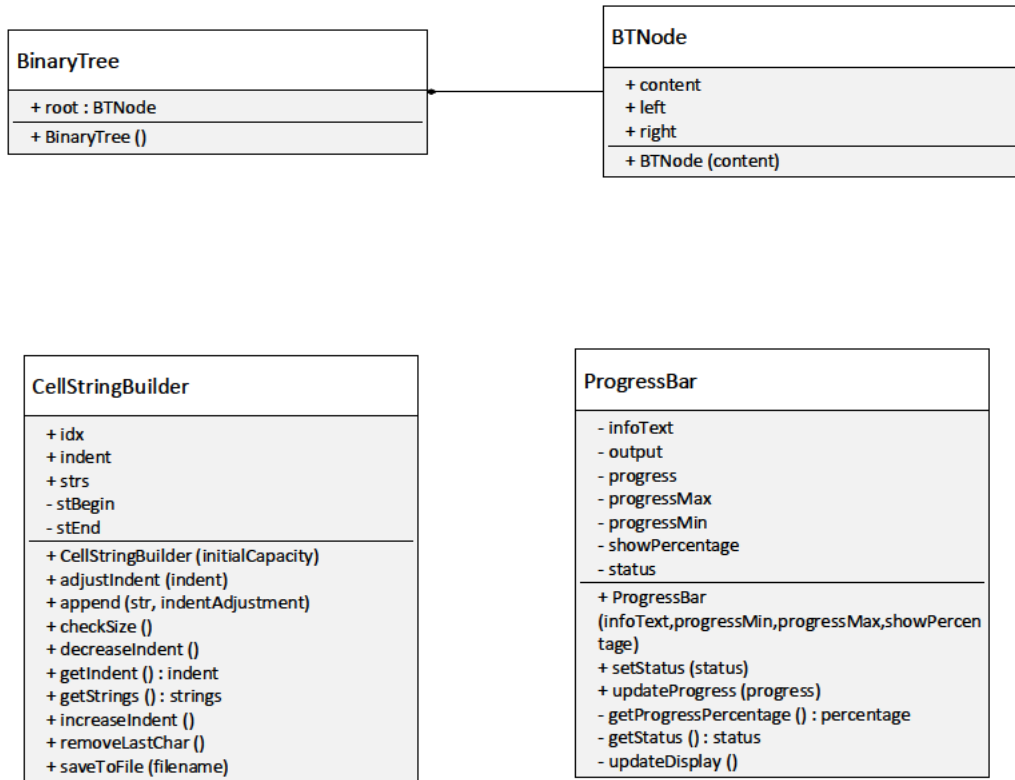 BinaryTree
+ root : BTNode
+ BinaryTree ()
BTNode
+ content
+ left
+ right
+ BTNode (content)
CellStringBuilder
+ idx
+ indent
+ strs
- stBegin
- stEnd
+ CellStringBuilder (initialCapacity)
+ adjustIndent (indent)
+ append (str, indentAdjustment)
+ checkSize ()
+ decreaseIndent ()
+ getIndent () : indent
+ getStrings () : strings
+ increaseIndent ()
+ removeLastChar ()
+ saveToFile (filename)
ProgressBar
- infoText
- output
- progress
- progressMax
- progressMin
- showPercentage
- status
+ ProgressBar
(infoText,progressMin,progressMax,showPercen
tage)
+ setStatus (status)
+ updateProgress (progress)
- getProgressPercentage () : percentage
- getStatus () : status
- updateDisplay ()